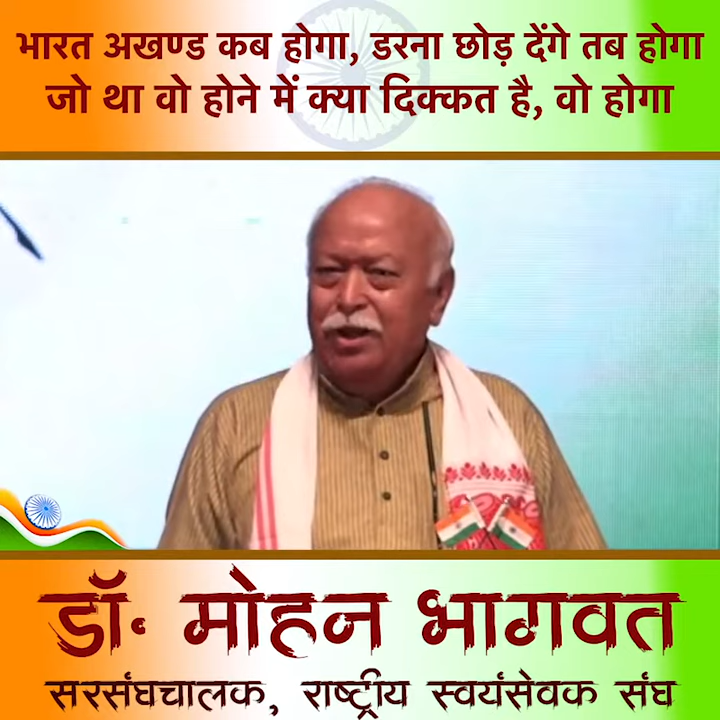 भारत अखण्ड कब होगा, डरना छोड़ देंगे तब होगा
जो था वो होने में क्या दिक्कत है, वो होगा
डॉ. मोहन भागवत
सरसंघचालक, राष्ट्रीय स्वयंसेवक संघ